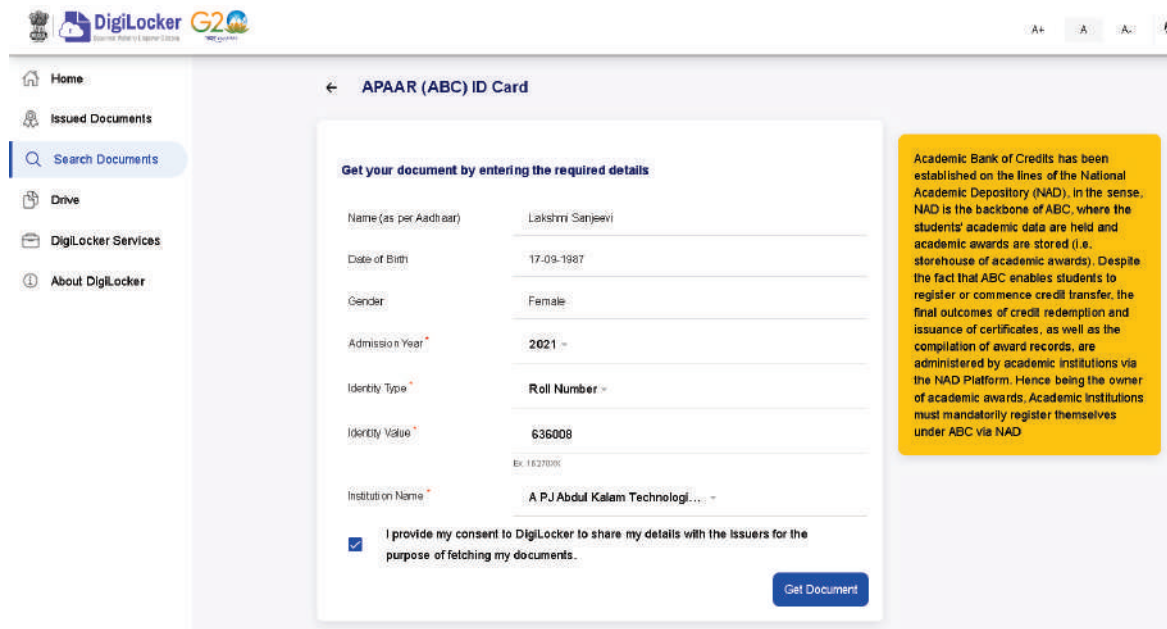 DigiLocker G20
A+ A A-
Home
Issued Documents
Search Documents
Drive
DigiLocker Services
About DigiLocker
← APAAR (ABC) ID Card
Get your document by entering the required details
Name (as per Aadhaar) Lakshmi Sanjeevi
Date of Birth 17-09-1987
Gender Female
Admission Year * 2021
Identity Type * Roll Number
Identity Value * 636008
Institution Name * A P J Abdul Kalam Technologi...
I provide my consent to DigiLocker to share my details with the Issuers for the
purpose of fetching my documents.
Get Document
Academic Bank of Credits has been
established on the lines of the National
Academic Depository (NAD), in the sense,
NAD is the backbone of ABC, where the
students' academic data are held and
academic awards are stored (i.e.
storehouse of academic awards). Despite
the fact that ABC enables students to
register or commence credit transfer, the
final outcomes of credit redemption and
issuance of certificates, as well as the
compilation of award records, are
administered by academic institutions via
the NAD Platform. Hence being the owner
of academic awards, Academic Institutions
must mandatorily register themselves
under ABC via NAD